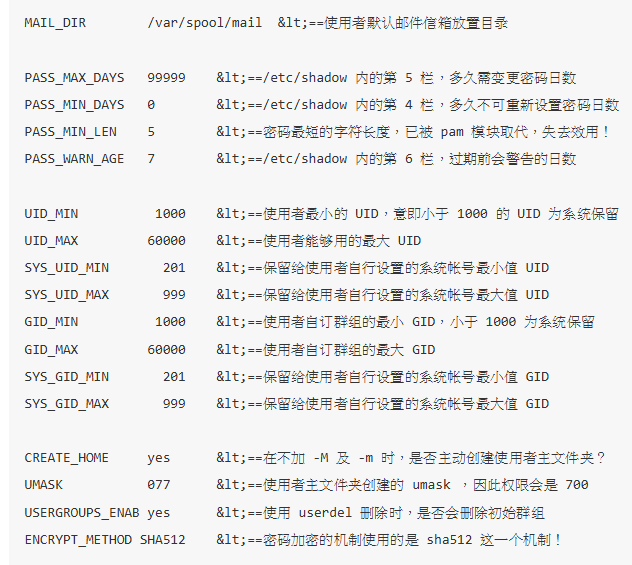 MAIL_DIR        /var/spool/mail  &lt;==使用者默认邮件信箱放置目录
PASS_MAX_DAYS   99999    &lt;==/etc/shadow 内的第 5 栏，多久需变更密码日数
PASS_MIN_DAYS   0        &lt;==/etc/shadow 内的第 4 栏，多久不可重新设置密码日数
PASS_MIN_LEN    5        &lt;==密码最短的字符长度，已被 pam 模块取代，失去效用！
PASS_WARN_AGE   7        &lt;==/etc/shadow 内的第 6 栏，过期前会警告的日数
UID_MIN          1000    &lt;==使用者最小的 UID，意即小于 1000 的 UID 为系统保留
UID_MAX         60000    &lt;==使用者能够用的最大 UID
SYS_UID_MIN       201    &lt;==保留给使用者自行设置的系统帐号最小值 UID
SYS_UID_MAX       999    &lt;==保留给使用者自行设置的系统帐号最大值 UID
GID_MIN          1000    &lt;==使用者自订群组的最小 GID，小于 1000 为系统保留
GID_MAX         60000    &lt;==使用者自订群组的最大 GID
SYS_GID_MIN       201    &lt;==保留给使用者自行设置的系统帐号最小值 GID
SYS_GID_MAX       999    &lt;==保留给使用者自行设置的系统帐号最大值 GID
CREATE_HOME     yes      &lt;==在不加 -M 及 -m 时，是否主动创建使用者主文件夹？
UMASK           077      &lt;==使用者主文件夹创建的 umask ，因此权限会是 700
USERGROUPS_ENAB yes      &lt;==使用 userdel 删除时，是否会删除初始群组
ENCRYPT_METHOD SHA512    &lt;==密码加密的机制使用的是 sha512 这一个机制！